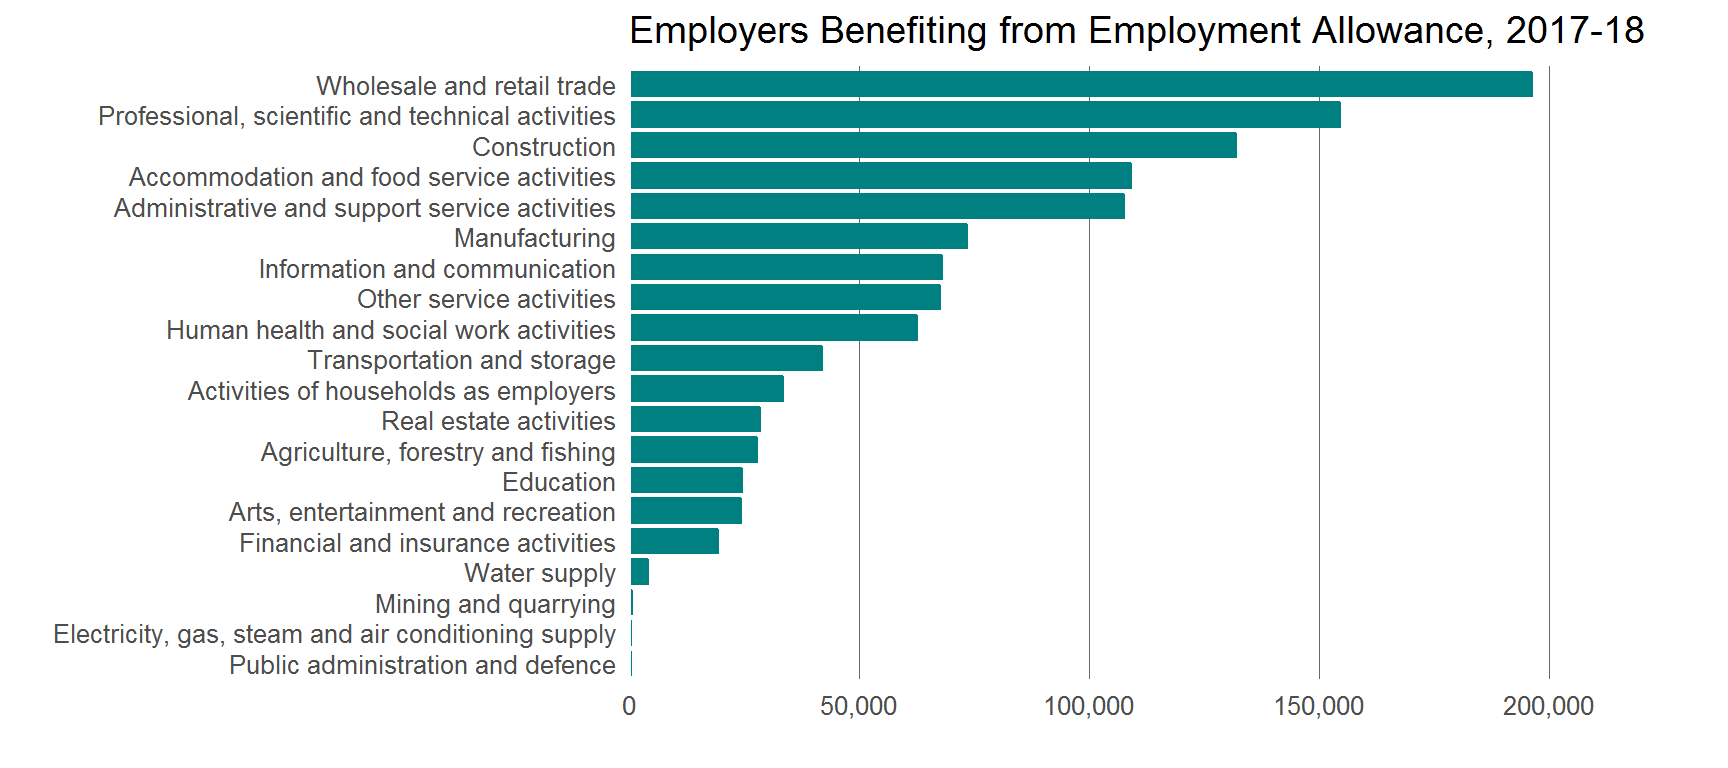 Employers Benefiting from Employment Allowance, 2017-18
Wholesale and retail trade
Professional, scientific and technical activities
Construction
Accommodation and food service activities
Administrative and support service activities
Manufacturing
Information and communication
Other service activities
Human health and social work activities
Transportation and storage
Activities of households as employers
Real estate activities
Agriculture, forestry and fishing
Education
Arts, entertainment and recreation
Financial and insurance activities
Water supply
Mining and quarrying
Electricity, gas, steam and air conditioning supply
Public administration and defence
0 50,000 100,000 150,000 200,000